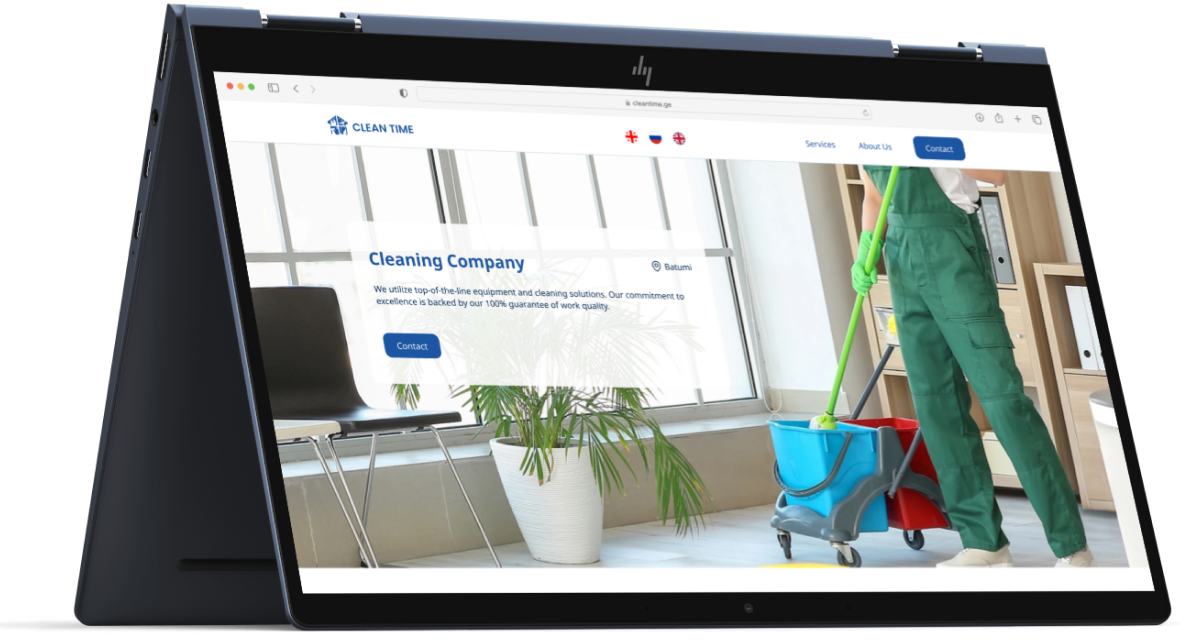 cleantime.ge
CLEAN TIME
Services
About Us
Contact
Cleaning Company
Batumi
We utilize top-of-the-line equipment and cleaning solutions. Our commitment to
excellence is backed by our 100% guarantee of work quality.
Contact